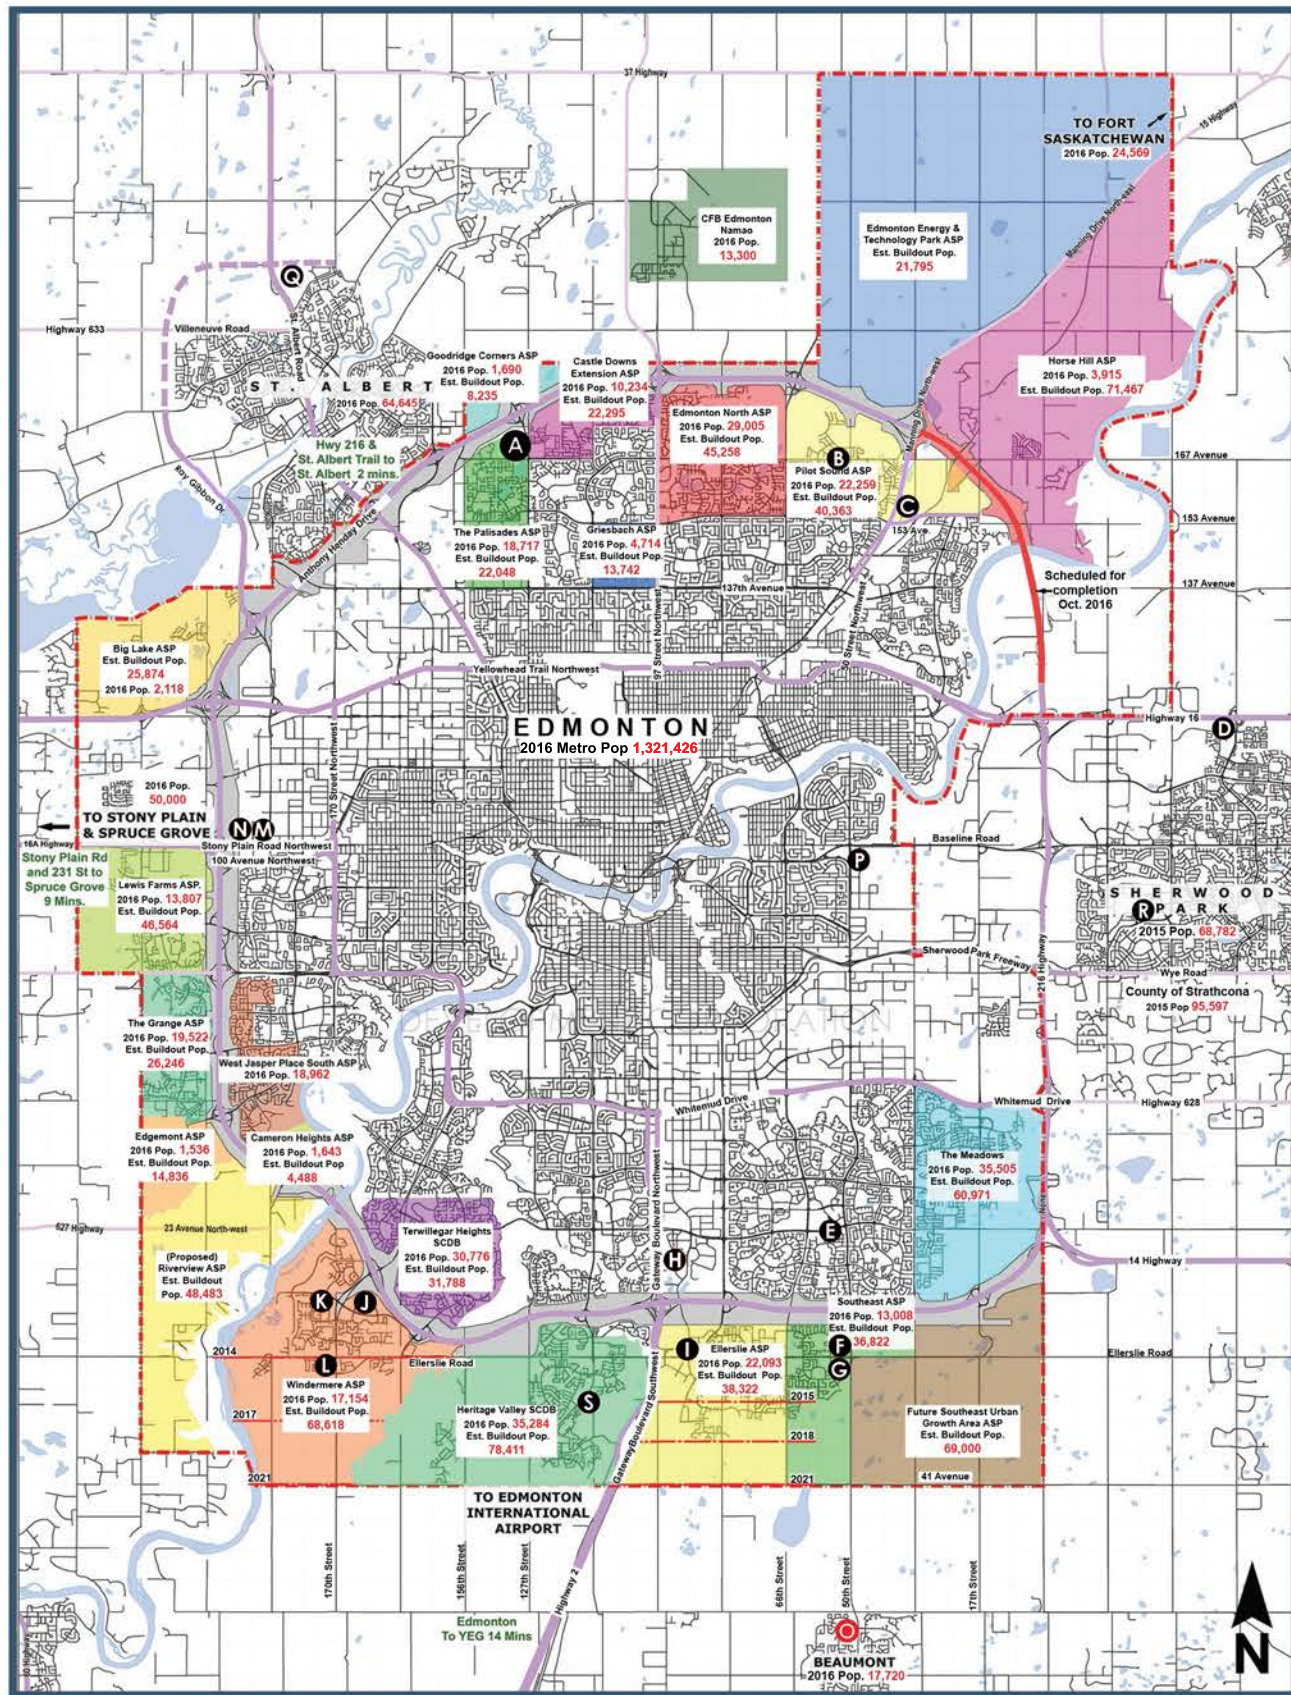 37 Highway
15 Highway
TO FORT
SASKATCHEWAN
2016 Pop. 24,569
Manning Drive North-east
CFB Edmonton
Namao
2016 Pop.
13,300
Edmonton Energy &
Technology Park ASP
Est. Buildout Pop.
21,795
Q
St. Albert Road
Highway 633
Villeneuve Road
ST. ALBERT
2016 Pop. 64,645
Goodridge Corners ASP
2016 Pop. 1,690
Est. Buildout Pop.
8,235
Castle Downs
Extension ASP
2016 Pop. 10,234
Est. Buildout Pop.
22,295
Edmonton North ASP
2016 Pop. 29,005
Est. Buildout Pop.
45,258
Manning Drive North-west
Horse Hill ASP
2016 Pop. 3,915
Est. Buildout Pop. 71,467
Hwy 216 &
St. Albert Trail to
St. Albert 2 mins.
A
B
Pilot Sound ASP
2016 Pop. 22,259
Est. Buildout Pop.
40,363
C
167 Avenue
Ray Gibbon Dr.
153 Avenue
153 Ave.
Anthony Henday Drive
The Palisades ASP
2016 Pop. 18,717
Est. Buildout Pop.
22,048
Griesbach ASP
2016 Pop. 4,714
Est. Buildout Pop.
13,742
137th Avenue
137 Avenue
Scheduled for
completion
Oct. 2016
Big Lake ASP
Est. Buildout Pop.
25,874
2016 Pop. 2,118
97 Street Northwest
50 Street Northwest
Yellowhead Trail Northwest
Highway 16
EDMONTON
2016 Metro Pop 1,321,426
D
170 Street Northwest
2016 Pop.
50,000
TO STONY PLAIN
& SPRUCE GROVE
N
M
16A Highway
Stony Plain Road Northwest
100 Avenue Northwest
Baseline Road
Stony Plain Rd
and 231 St to
Spruce Grove
9 Mins.
Lewis Farms ASP.
2016 Pop. 13,807
Est. Buildout Pop.
46,564
P
SHERWOOD
R PARK
2015 Pop. 68,782
Sherwood Park Freeway
216 Highway
Wye Road
County of Strathcona
2015 Pop 95,597
The Grange ASP
2016 Pop. 19,522
Est. Buildout Pop.
26,246
West Jasper Place South ASP
2016 Pop. 18,962
Whitemud Drive
Whitemud Drive
Highway 628
Edgemont ASP
2016 Pop. 1,536
Est. Buildout Pop.
14,836
Cameron Heights ASP
2016 Pop. 1,643
Est. Buildout Pop
4,488
The Meadows
2016 Pop. 35,505
Est. Buildout Pop.
60,971
Gateway Boulevard Northwest
23 Avenue North-west
(Proposed)
Riverview ASP
Est. Buildout
Pop. 48,483
Terwillegar Heights
SCDB
2016 Pop. 30,776
Est. Buildout Pop.
31,788
H
E
14 Highway
K
J
Southeast ASP
2016 Pop. 13,008
Est. Buildout Pop.
36,822
F
G
2014
Ellerslie Road
L
Windermere ASP
2016 Pop. 17,154
Est. Buildout Pop.
68,618
I
Ellerslie ASP
2016 Pop. 22,093
Est. Buildout Pop.
38,322
2015
Ellerslie Road
S
Heritage Valley SCDB
2016 Pop. 35,284
Est. Buildout Pop.
78,411
2017
2018
Future Southeast Urban
Growth Area ASP
Est. Buildout Pop.
69,000
Gateway Boulevard Southwest
2021
2021
41 Avenue
TO EDMONTON
INTERNATIONAL
AIRPORT
170th Street
156th Street
127th Street
Highway 2
66th Street
50th Street
17th Street
Edmonton
To YEG 14 Mins
O
BEAUMONT
2016 Pop. 17,720
N